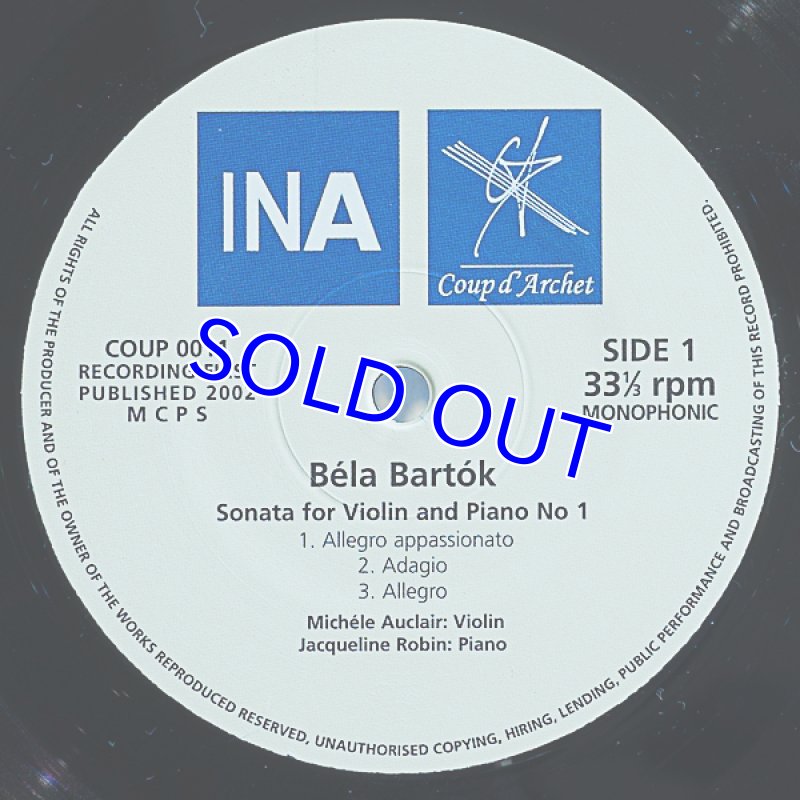 INA
Coup d'Archet
COUP 0011
RECORDING FIRST
PUBLISHED 2002
M C P S
SIDE 1
33⅓ rpm
MONOPHONIC
SOLD OUT
Béla Bartók
Sonata for Violin and Piano No 1
1. Allegro appassionato
2. Adagio
3. Allegro
Michéle Auclair: Violin
Jacqueline Robin: Piano
ALL RIGHTS OF THE PRODUCER AND OF THE OWNER OF THE WORKS REPRODUCED RESERVED, UNAUTHORISED COPYING, HIRING, LENDING, PUBLIC PERFORMANCE AND BROADCASTING OF THIS RECORD PROHIBITED.